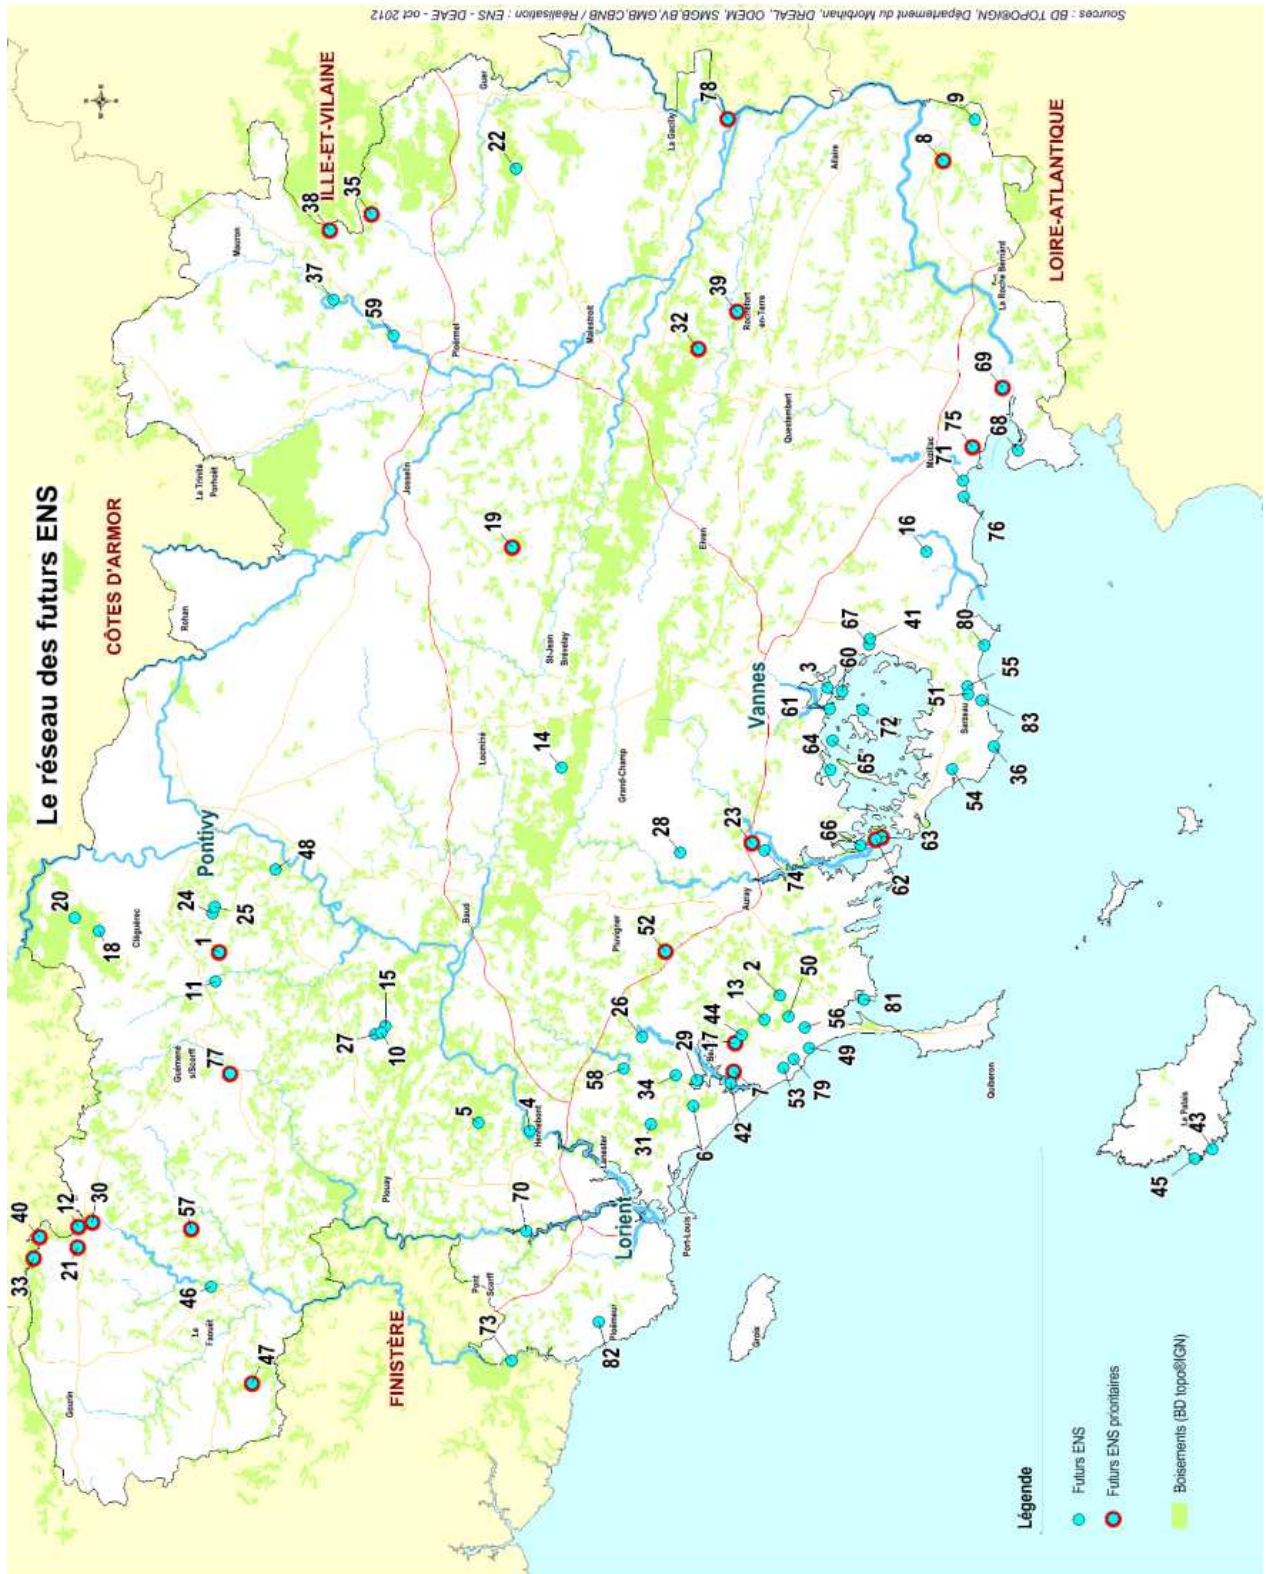 Le réseau des futurs ENS
CÔTES D'ARMOR
ILLE-ET-VILAINE
LOIRE-ATLANTIQUE
FINISTÈRE
Pontivy
Vannes
Lorient
Gourin
Le
Faouët
Guémené
s/Scorff
Cléguérec
Rohan
La Trinité
Porhoët
Mauron
Guer
Ploërmel
Josselin
Malestroit
La Gacilly
Rochefort
en-Terre
Allaire
La Roche Bernard
Questembert
Muzillac
Elven
St-Jean
Brévelay
Locminé
Grand-Champ
Baud
Pluvigner
Auray
Plouay
Hennebont
Lanester
Pont
Scorff
Port-Louis
Ploëmeur
Groix
Quiberon
Le Palais
Sarzeau
33
40
21
12
30
57
46
47
77
11
1
18
20
24
25
48
27
10
15
5
4
70
73
82
58
26
34
29
31
6
42
7
17
44
13
2
50
56
49
79
53
81
52
28
23
74
14
19
66
62
63
64
65
61
3
60
72
67
41
54
36
83
51
55
80
16
76
71
75
68
69
32
39
78
8
9
22
35
38
37
59
45
43
Légende
Futurs ENS
Futurs ENS prioritaires
Boisements (BD topo®IGN)
Sources : BD TOPO®IGN, Département du Morbihan, DREAL, ODEM, SMGB,BV,GMB,CBNB / Réalisation : ENS - DEAE - oct 2012